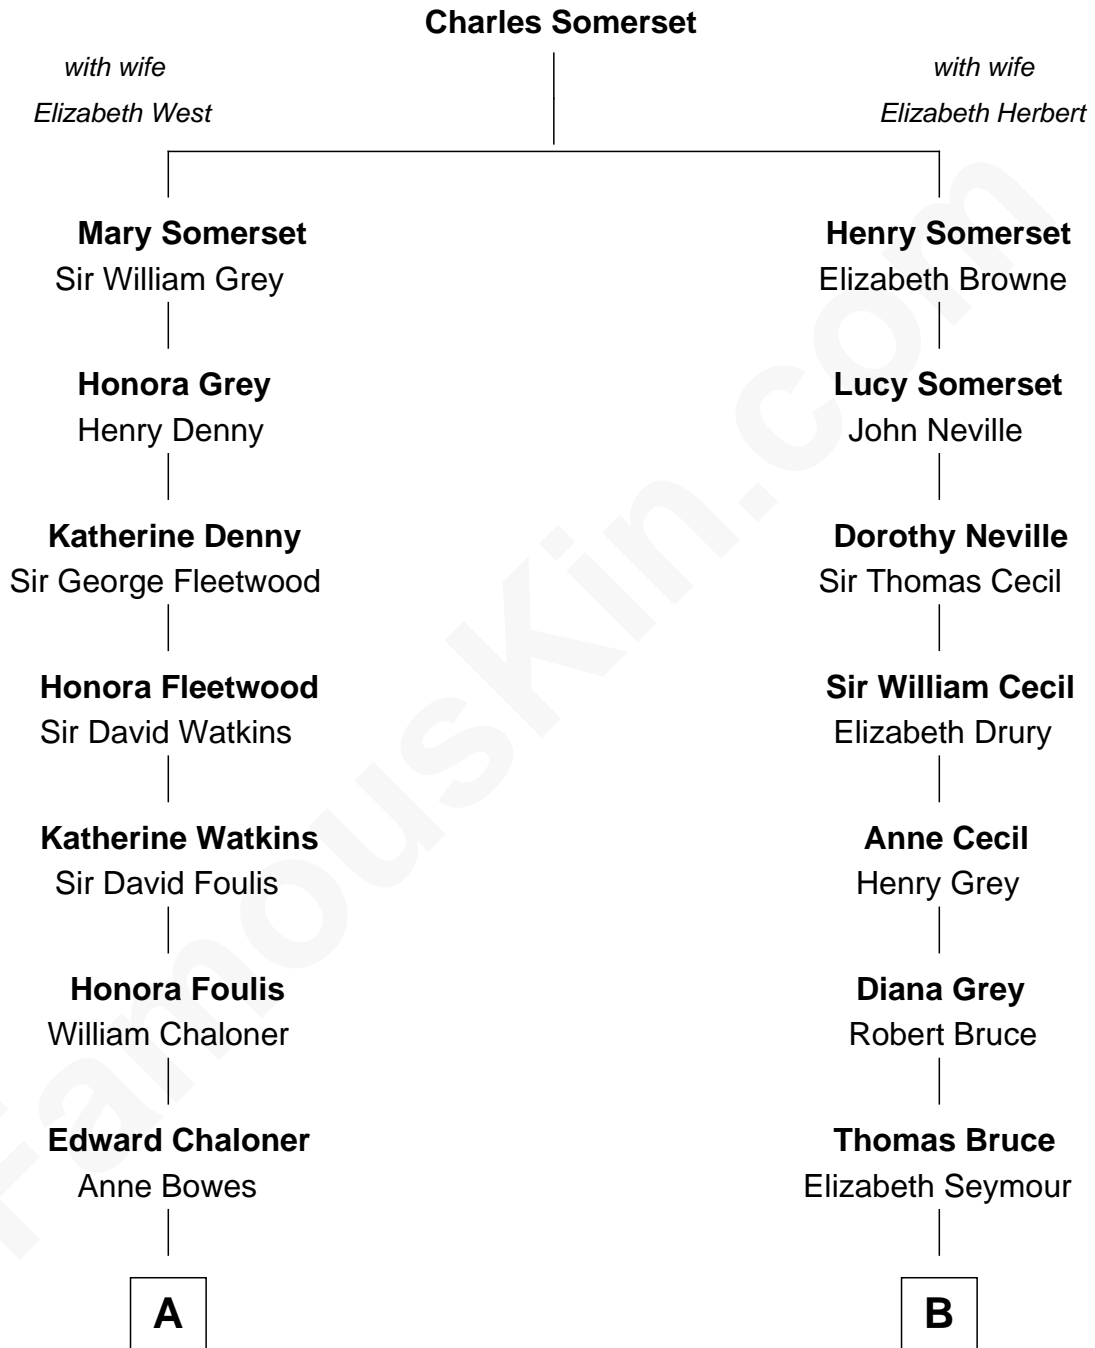 Charles Somerset
with wife
Elizabeth West
with wife
Elizabeth Herbert
Mary Somerset
Sir William Grey
Henry Somerset
Elizabeth Browne
Honora Grey
Henry Denny
Lucy Somerset
John Neville
Katherine Denny
Sir George Fleetwood
Dorothy Neville
Sir Thomas Cecil
Honora Fleetwood
Sir David Watkins
Sir William Cecil
Elizabeth Drury
Katherine Watkins
Sir David Foulis
Anne Cecil
Henry Grey
Honora Foulis
William Chaloner
Diana Grey
Robert Bruce
Edward Chaloner
Anne Bowes
Thomas Bruce
Elizabeth Seymour
A
B
FamousKin.com